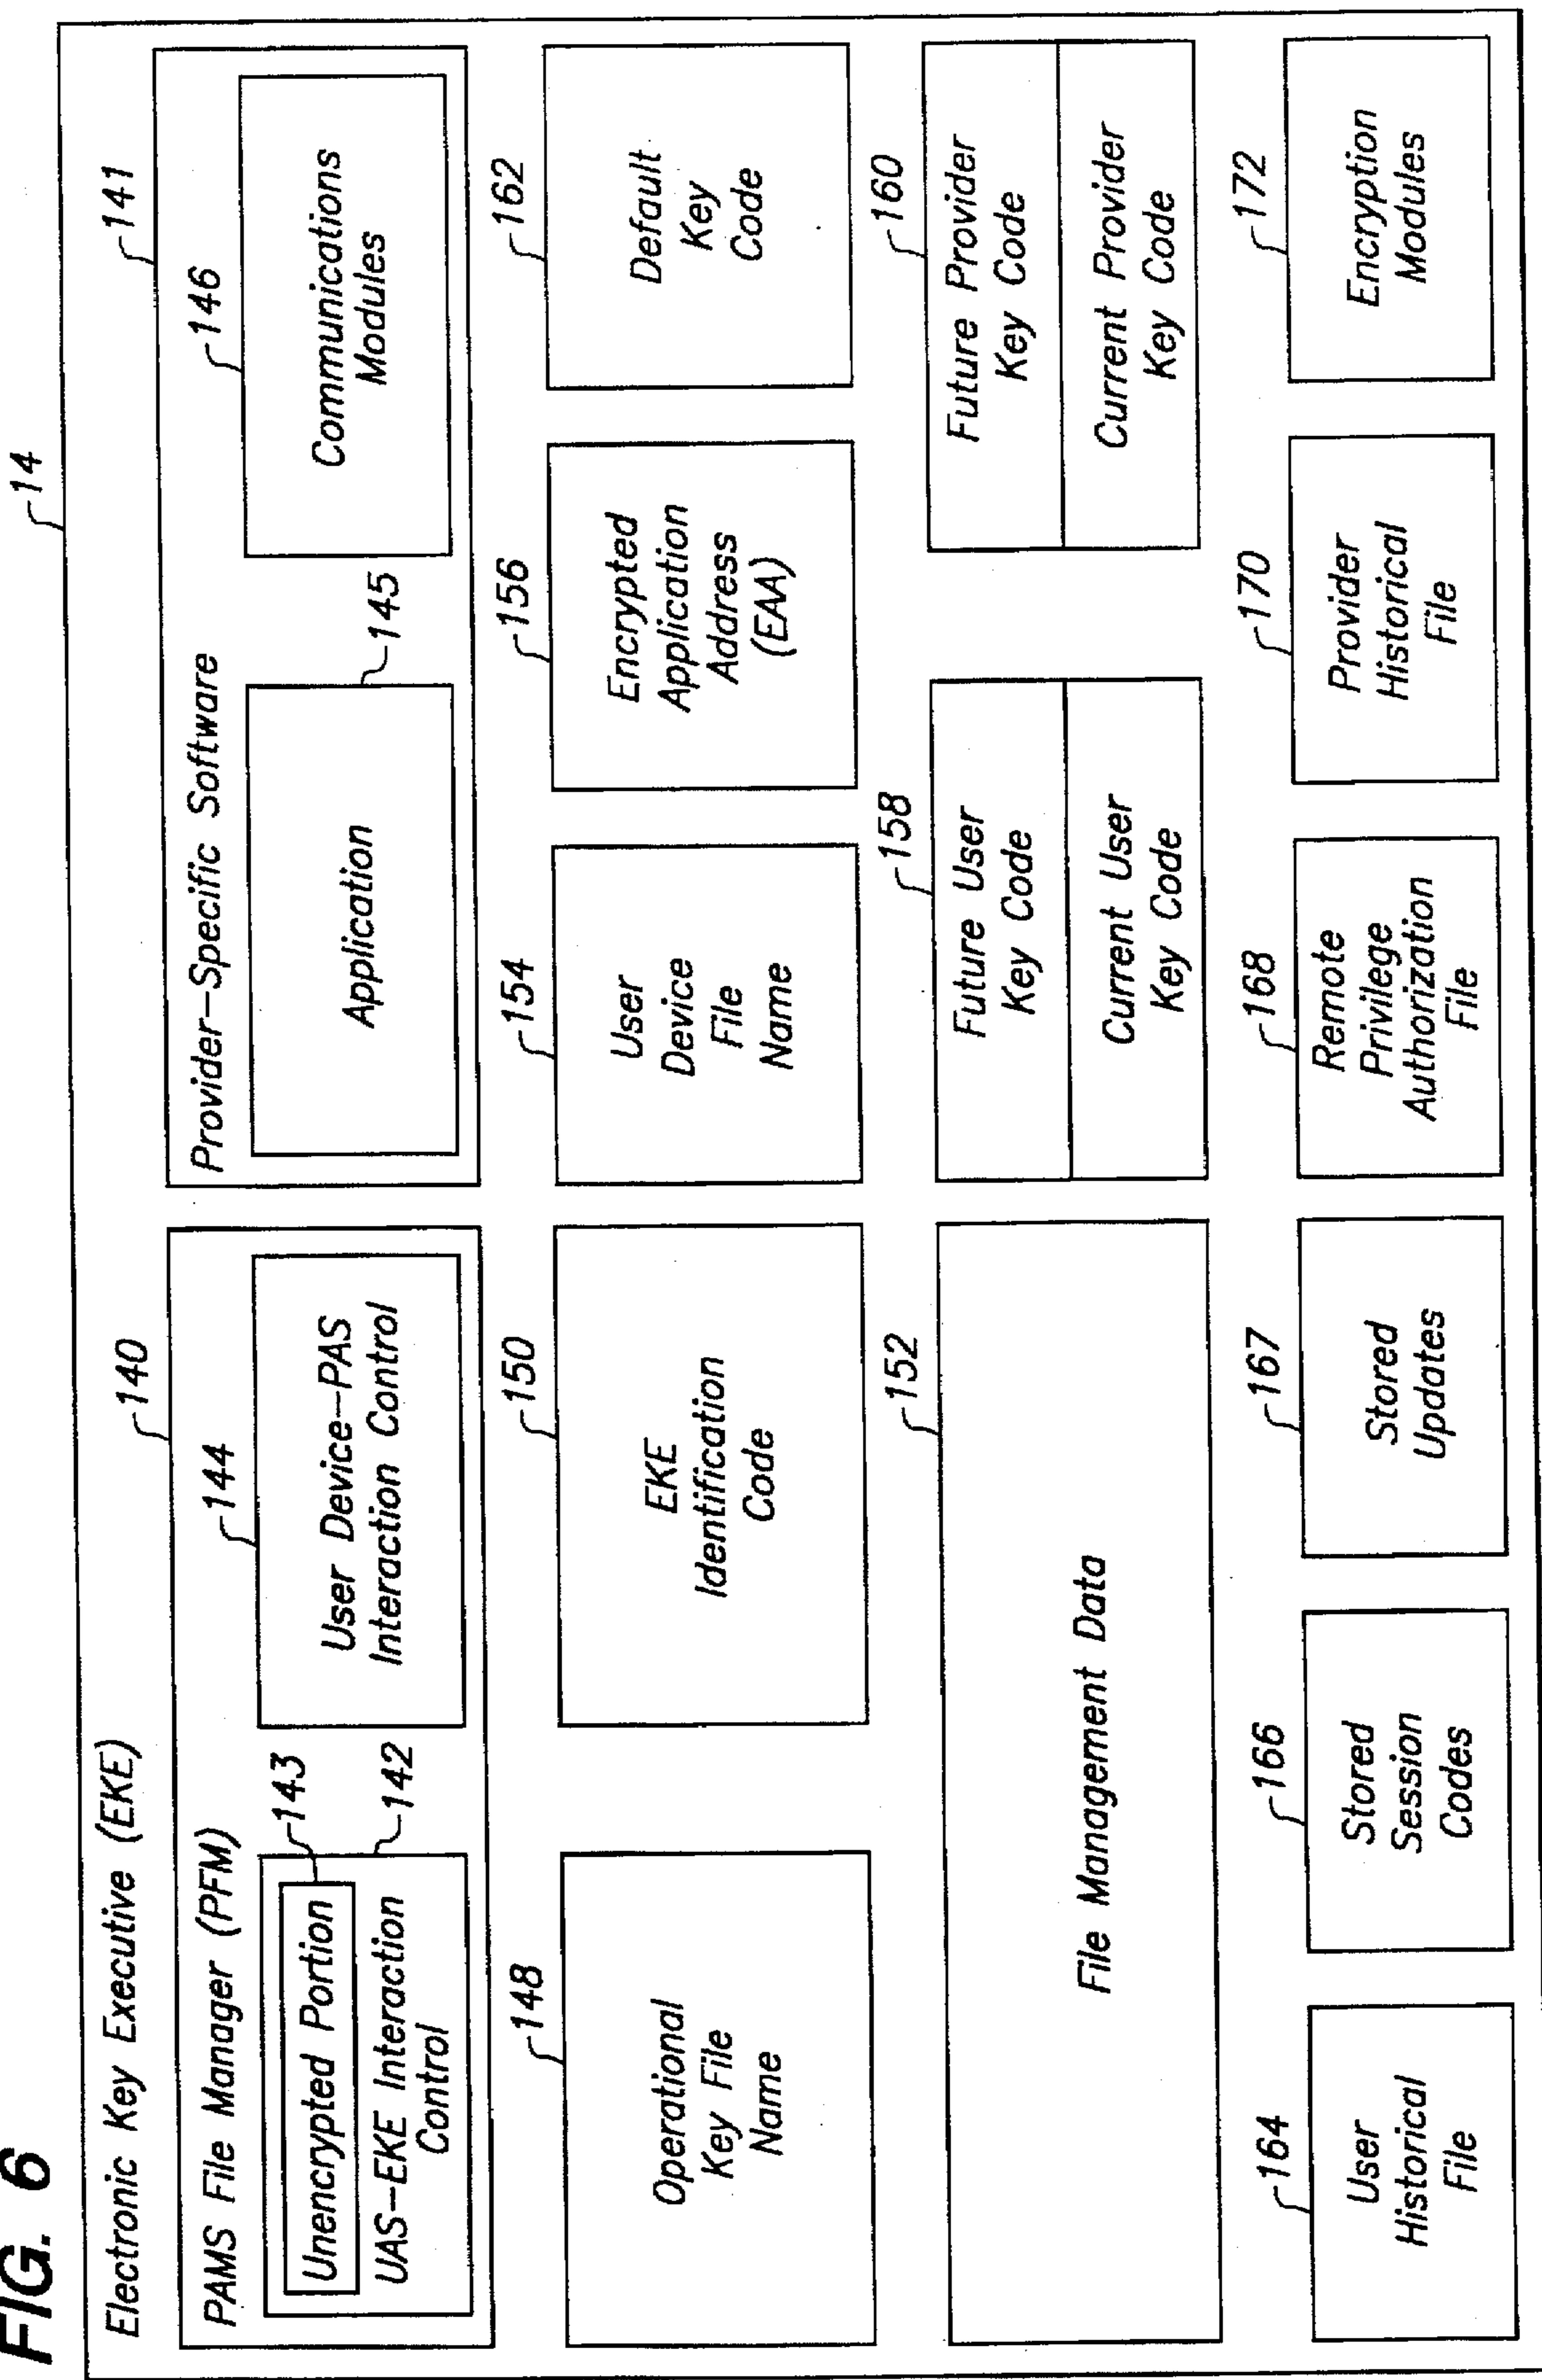 FIG. 6
14
Electronic Key Executive (EKE)
140
141
PAMS File Manager (PFM)
144
Provider-Specific Software
146
Unencrypted Portion
143
UAS-EKE Interaction
Control
142
User Device-PAS
Interaction Control
Application
145
Communications
Modules
148
150
154
156
162
Operational
Key File
Name
EKE
Identification
Code
User
Device
File
Name
Encrypted
Application
Address
(EAA)
Default
Key
Code
152
158
160
File Management Data
Future User
Key Code
Current User
Key Code
Future Provider
Key Code
Current Provider
Key Code
164
166
167
168
170
172
User
Historical
File
Stored
Session
Codes
Stored
Updates
Remote
Privilege
Authorization
File
Provider
Historical
File
Encryption
Modules